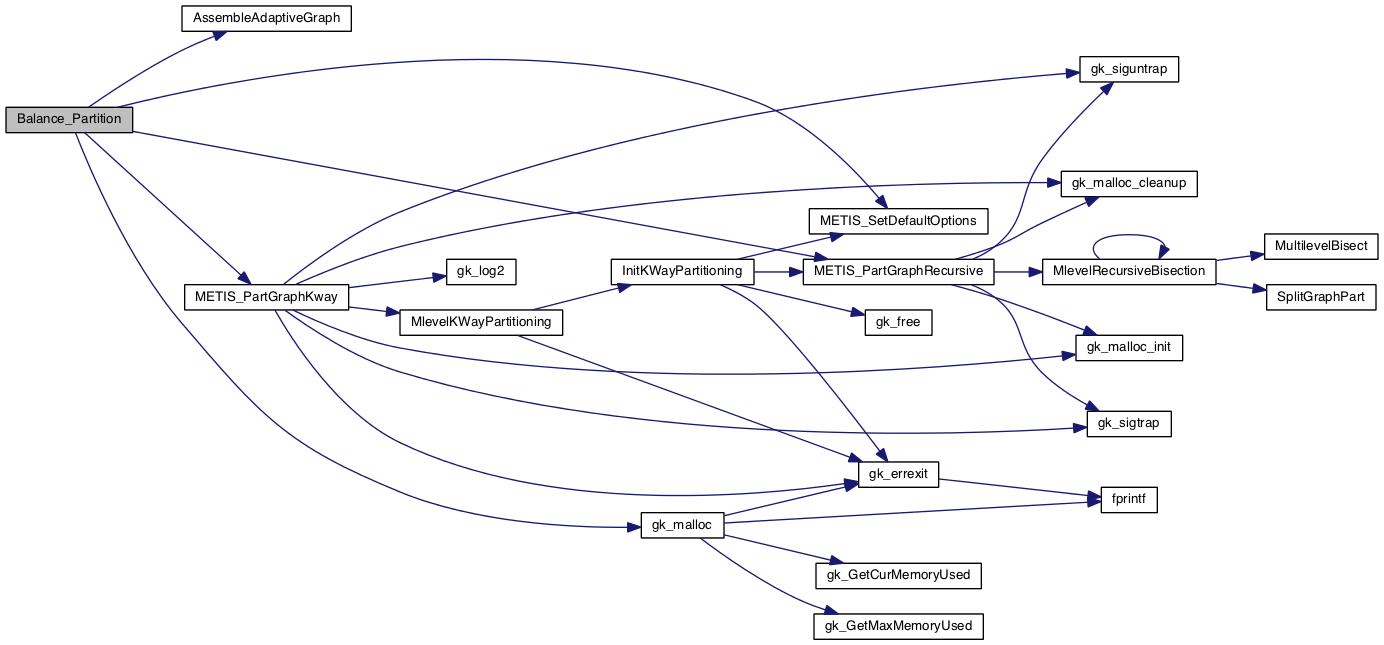 AssembleAdaptiveGraph
gk_siguntrap
Balance_Partition
gk_malloc_cleanup
METIS_SetDefaultOptions
MultilevelBisect
gk_log2
InitKWayPartitioning
METIS_PartGraphRecursive
MlevelRecursiveBisection
METIS_PartGraphKway
SplitGraphPart
MlevelKWayPartitioning
gk_free
gk_malloc_init
gk_sigtrap
gk_errexit
fprintf
gk_malloc
gk_GetCurMemoryUsed
gk_GetMaxMemoryUsed